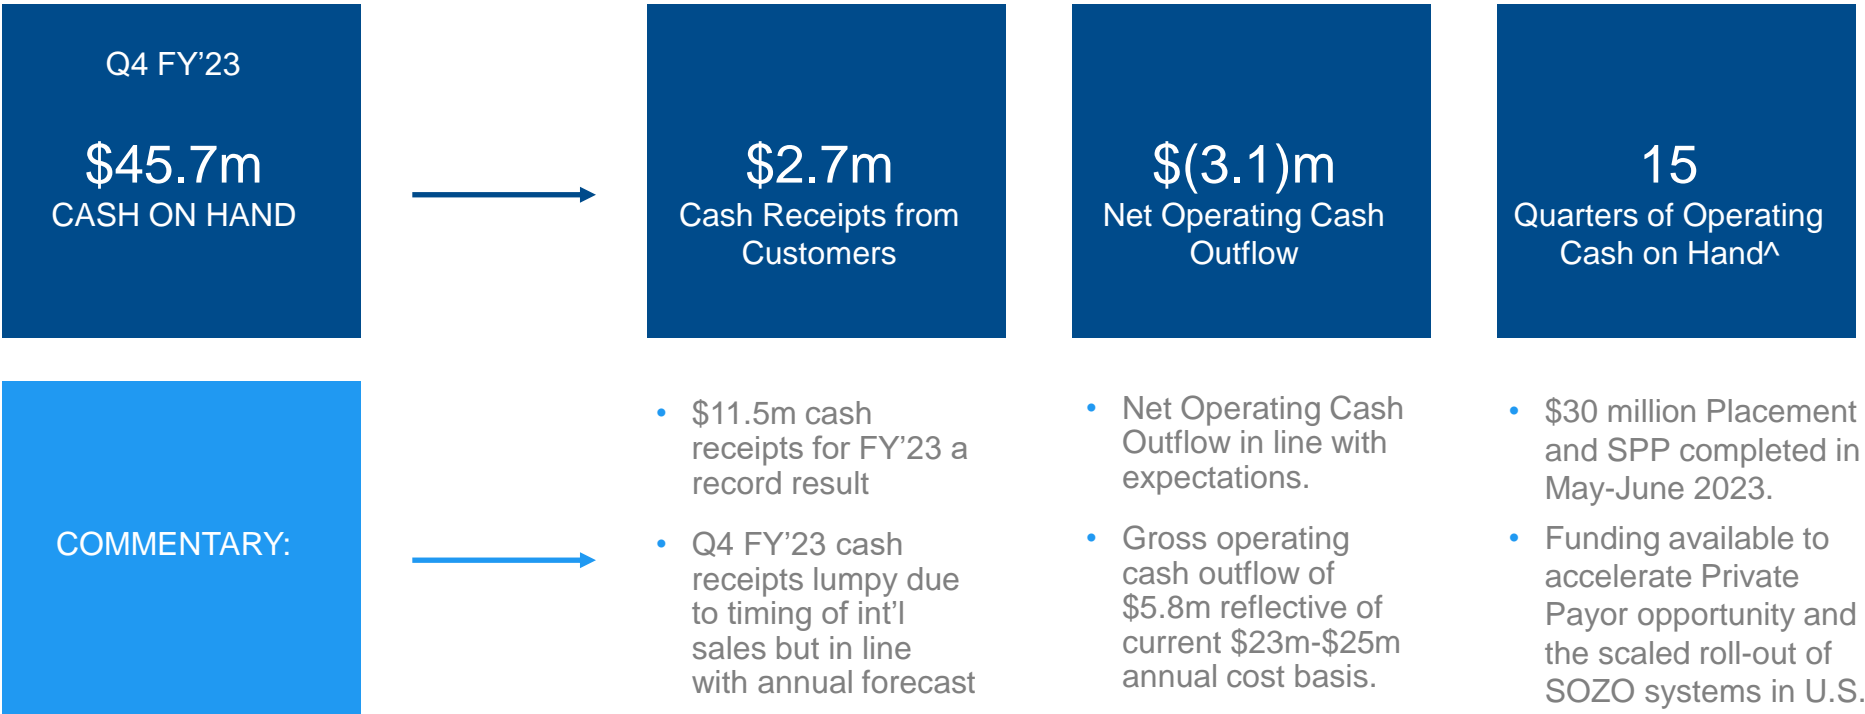 Q4 FY’23
$45.7m
CASH ON HAND
$2.7m
Cash Receipts from
Customers
$(3.1)m
Net Operating Cash
Outflow
15
Quarters of Operating
Cash on Hand^
COMMENTARY:
• $11.5m cash
receipts for FY’23 a
record result
• Q4 FY’23 cash
receipts lumpy due
to timing of int’l
sales but in line
with annual forecast
• Net Operating Cash
Outflow in line with
expectations.
• Gross operating
cash outflow of
$5.8m reflective of
current $23m-$25m
annual cost basis.
• $30 million Placement
and SPP completed in
May-June 2023.
• Funding available to
accelerate Private
Payor opportunity and
the scaled roll-out of
SOZO systems in U.S.